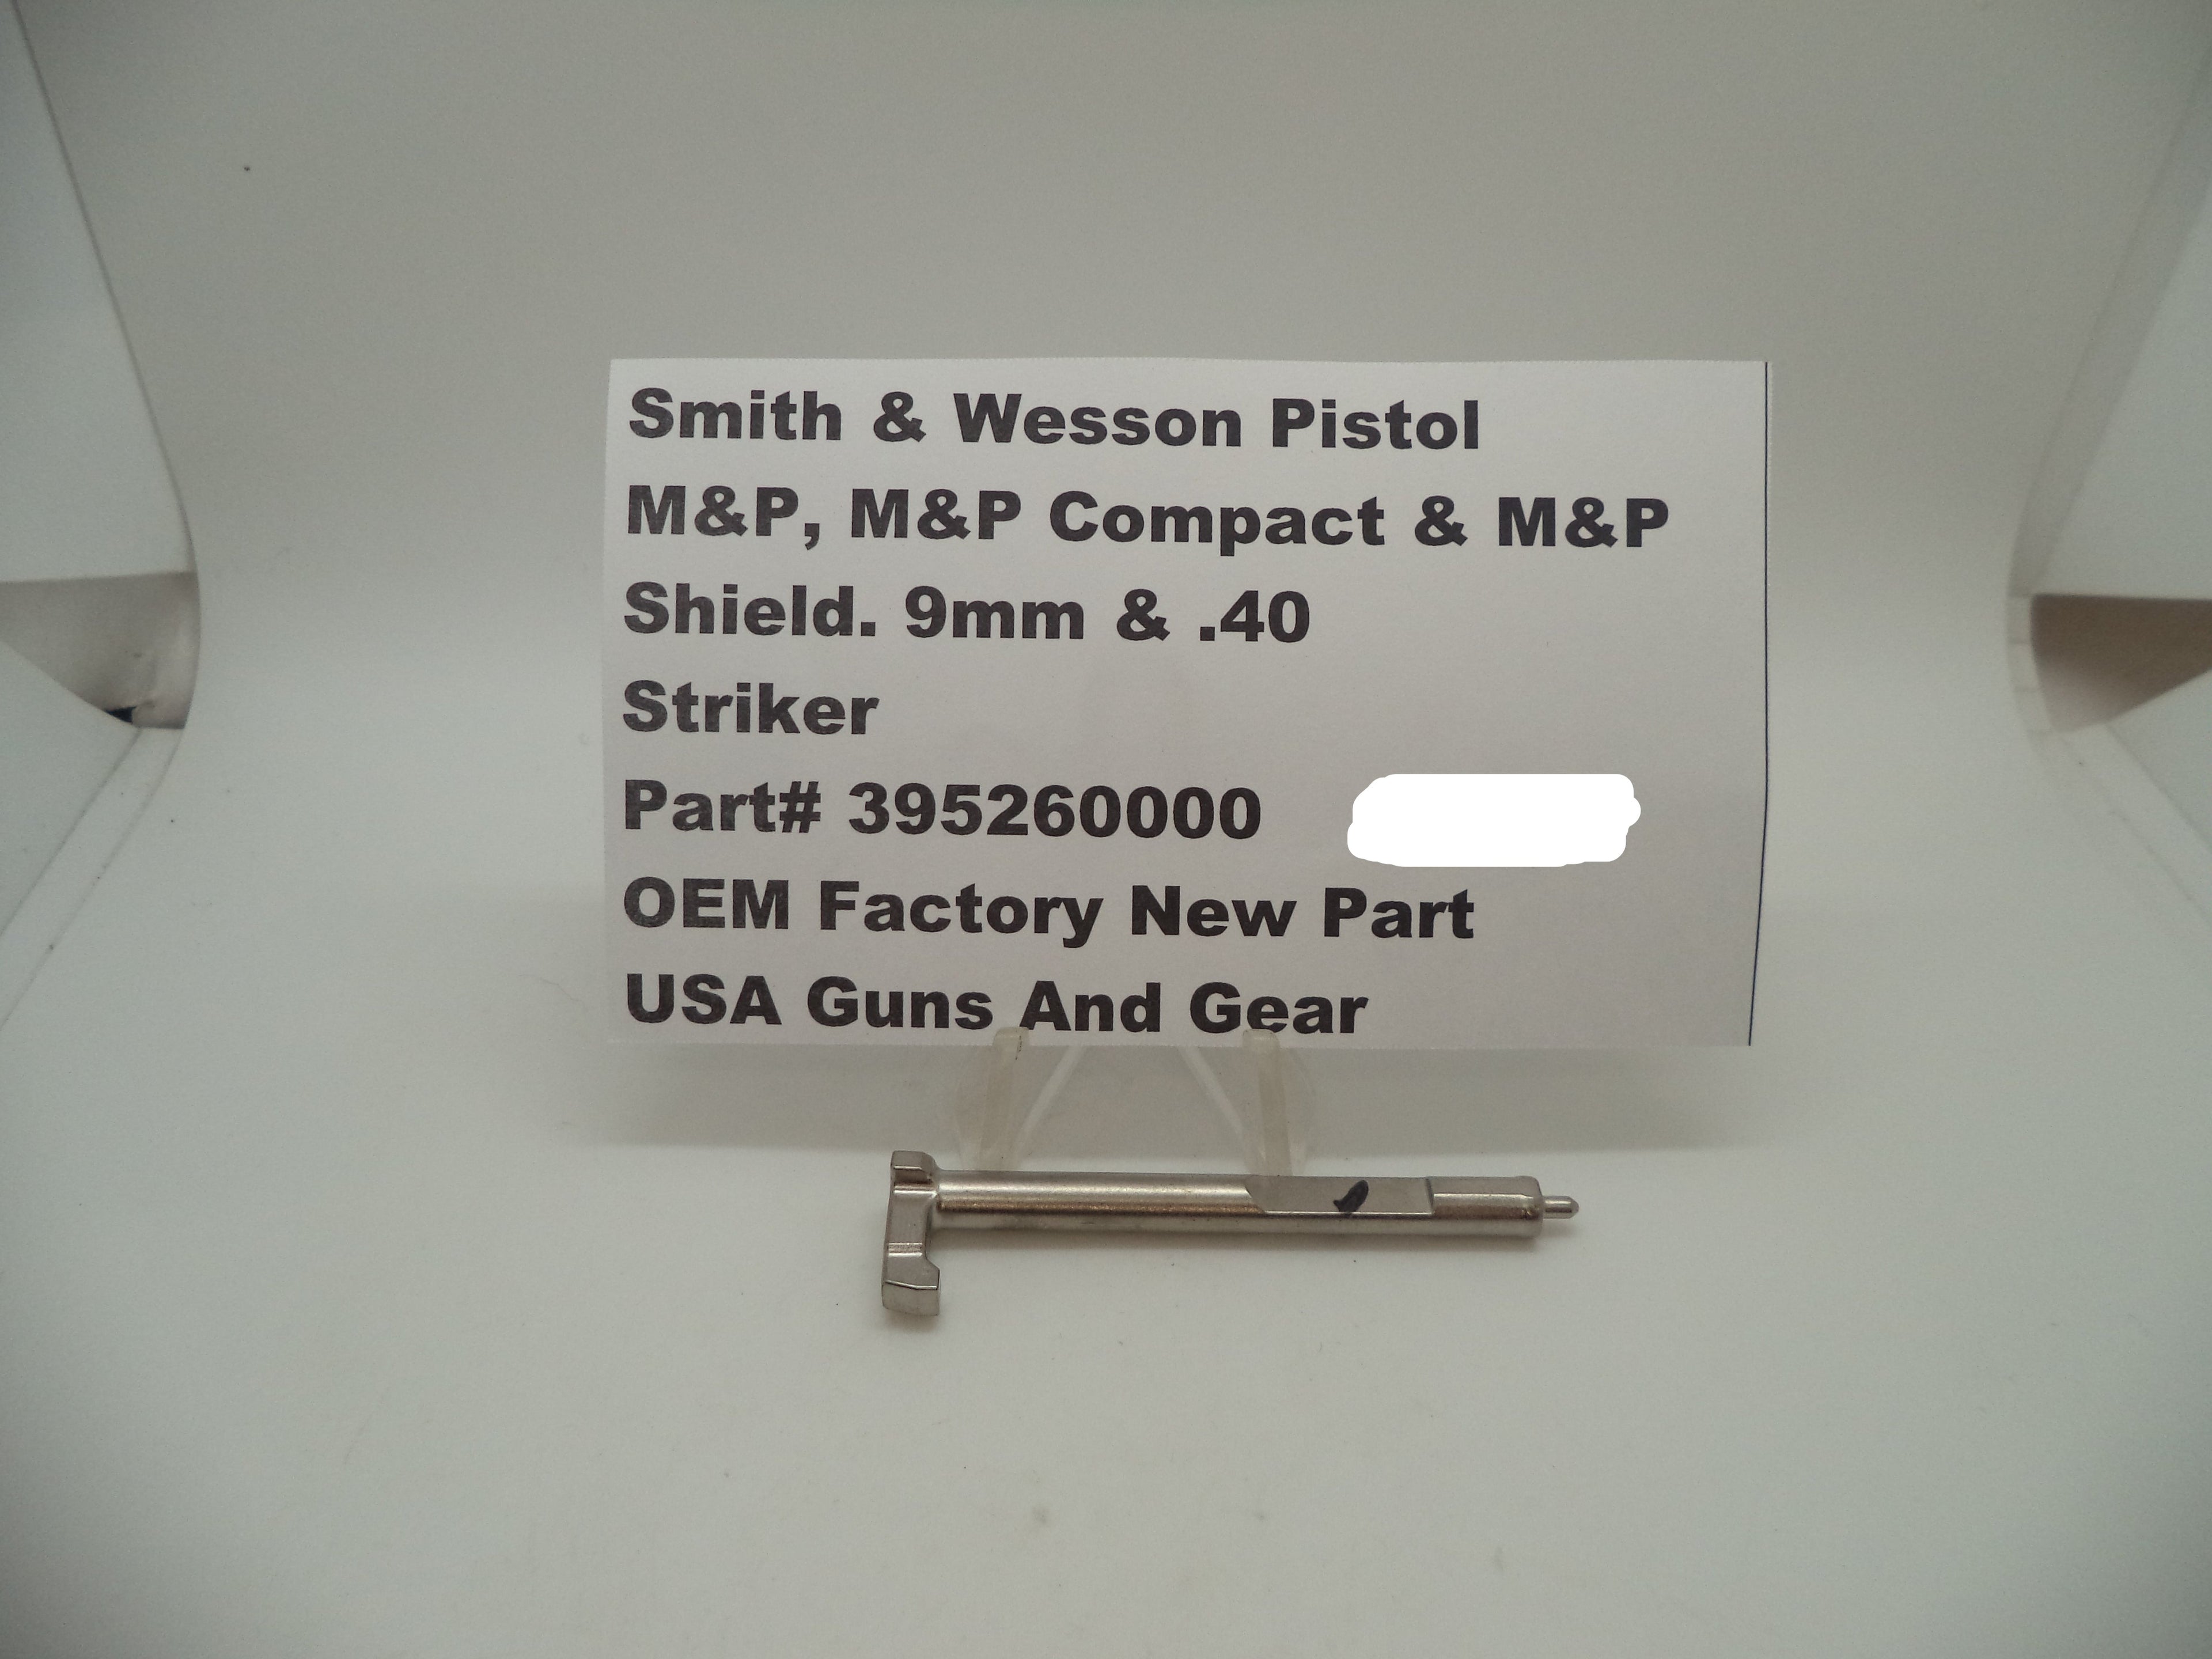 Smith & Wesson Pistol
M&P, M&P Compact & M&P
Shield. 9mm & .40
Striker
Part# 395260000
OEM Factory New Part
USA Guns And Gear